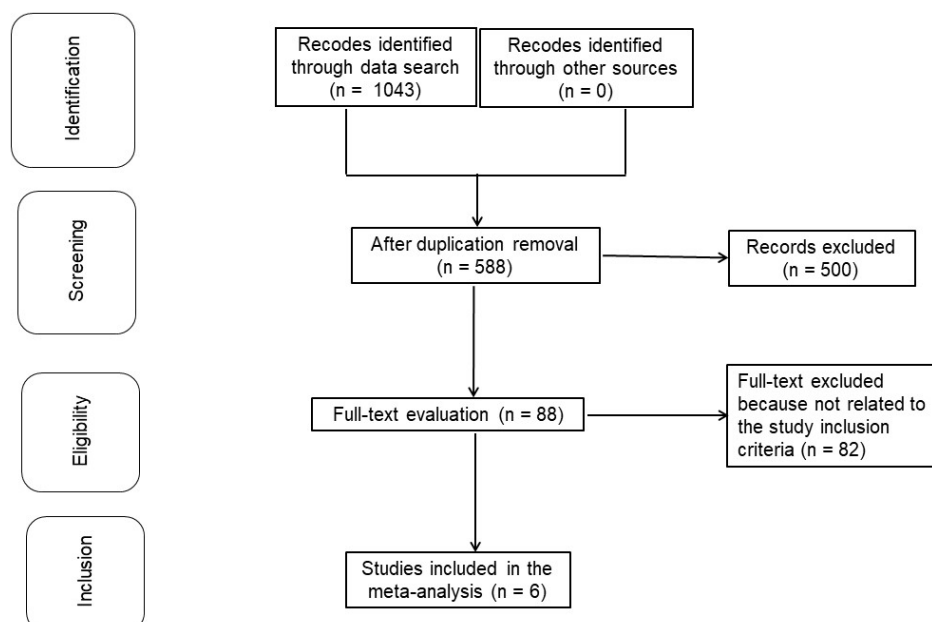 Identification
Recodes identified
through data search
(n = 1043)
Recodes identified
through other sources
(n = 0)
Screening
After duplication removal
(n = 588)
Records excluded
(n = 500)
Eligibility
Full-text evaluation (n = 88)
Full-text excluded
because not related to
the study inclusion
criteria (n = 82)
Inclusion
Studies included in the
meta-analysis (n = 6)